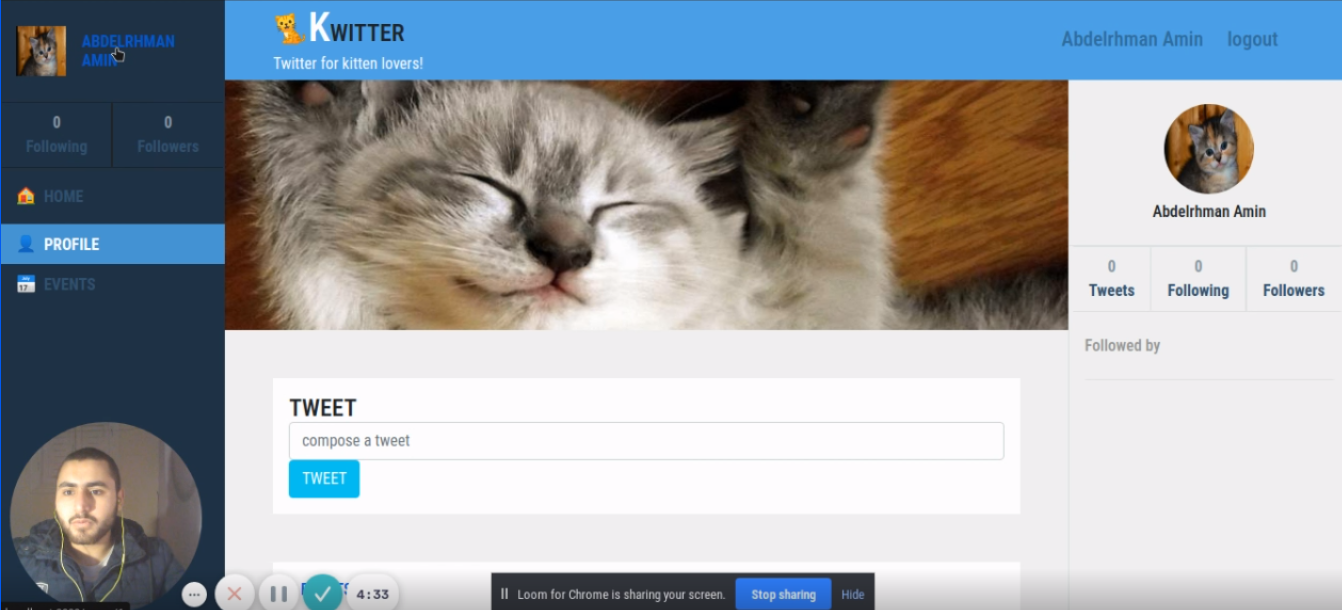 ABDELRHMAN
AMIN
0 Following
0 Followers
HOME
PROFILE
EVENTS
KWITTER
Twitter for kitten lovers!
Abdelrhman Amin logout
Abdelrhman Amin
0 Tweets
0 Following
0 Followers
Followed by
TWEET
compose a tweet
TWEET
4:33
Loom for Chrome is sharing your screen. Stop sharing Hide